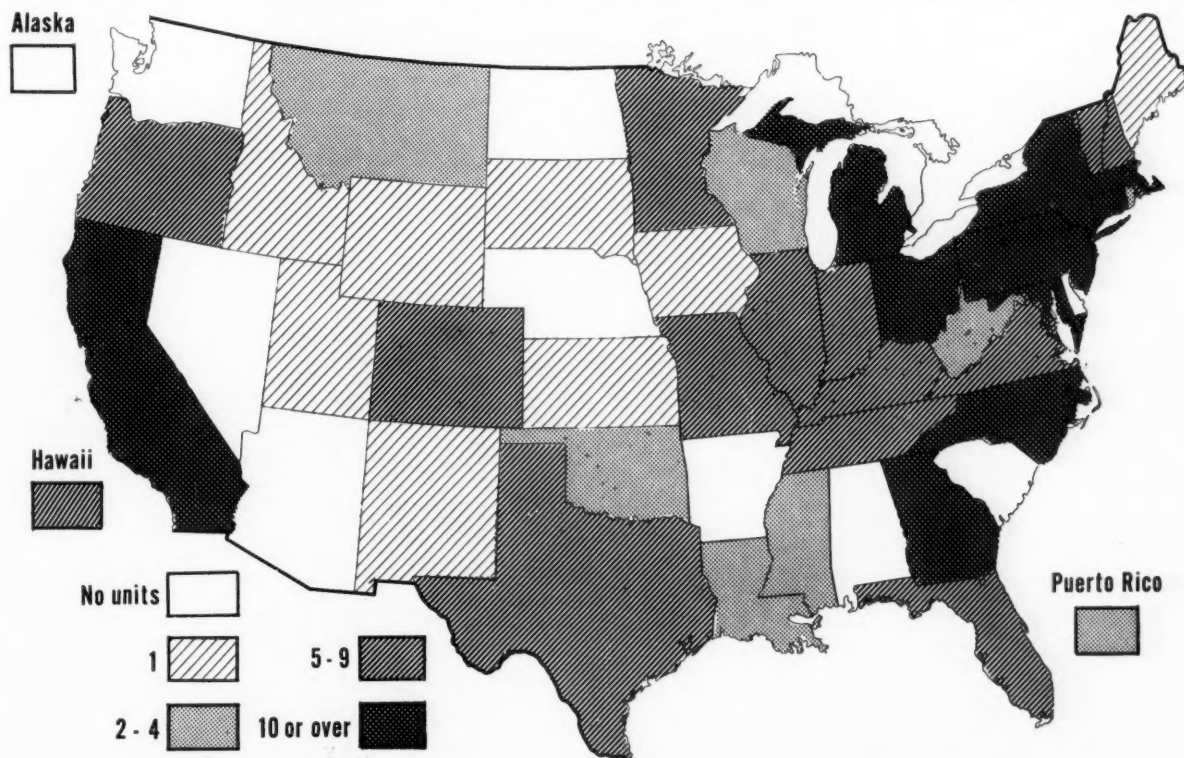 Alaska
Hawaii
Puerto Rico
No units
1
5 - 9
2 - 4
10 or over